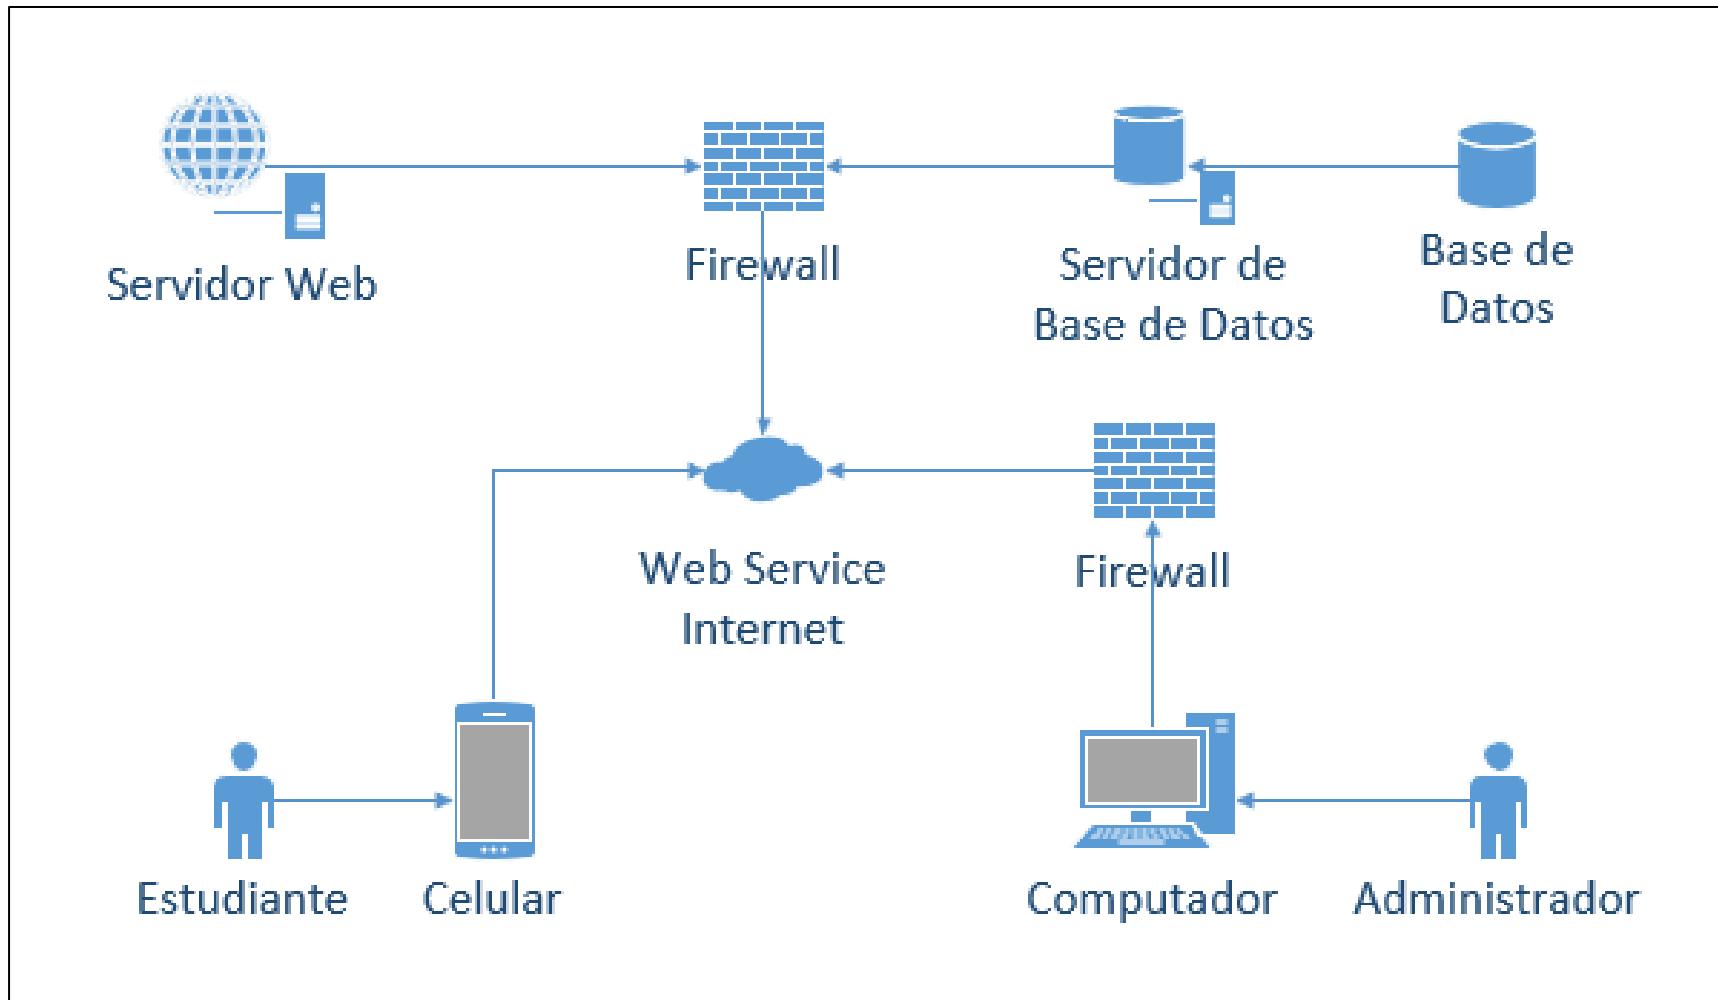 Servidor Web
Firewall
Servidor de
Base de Datos
Base de
Datos
Web Service
Internet
Firewall
Estudiante
Celular
Computador
Administrador